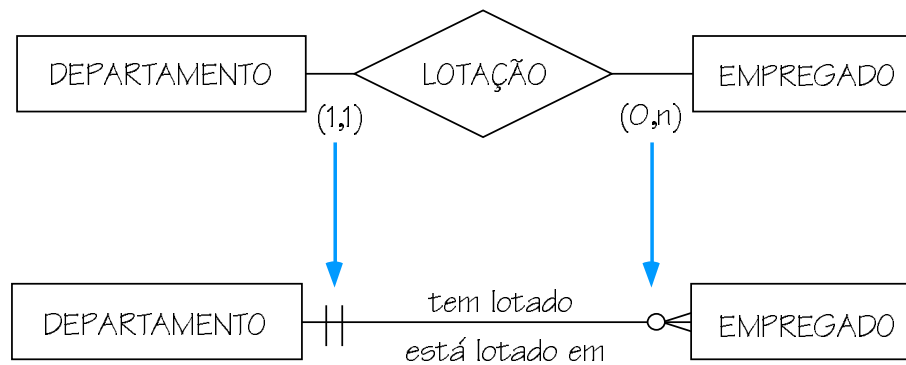 DEPARTAMENTO LOTAÇÃO EMPREGADO
(1,1) (0,n)
tem lotado
DEPARTAMENTO EMPREGADO
está lotado em